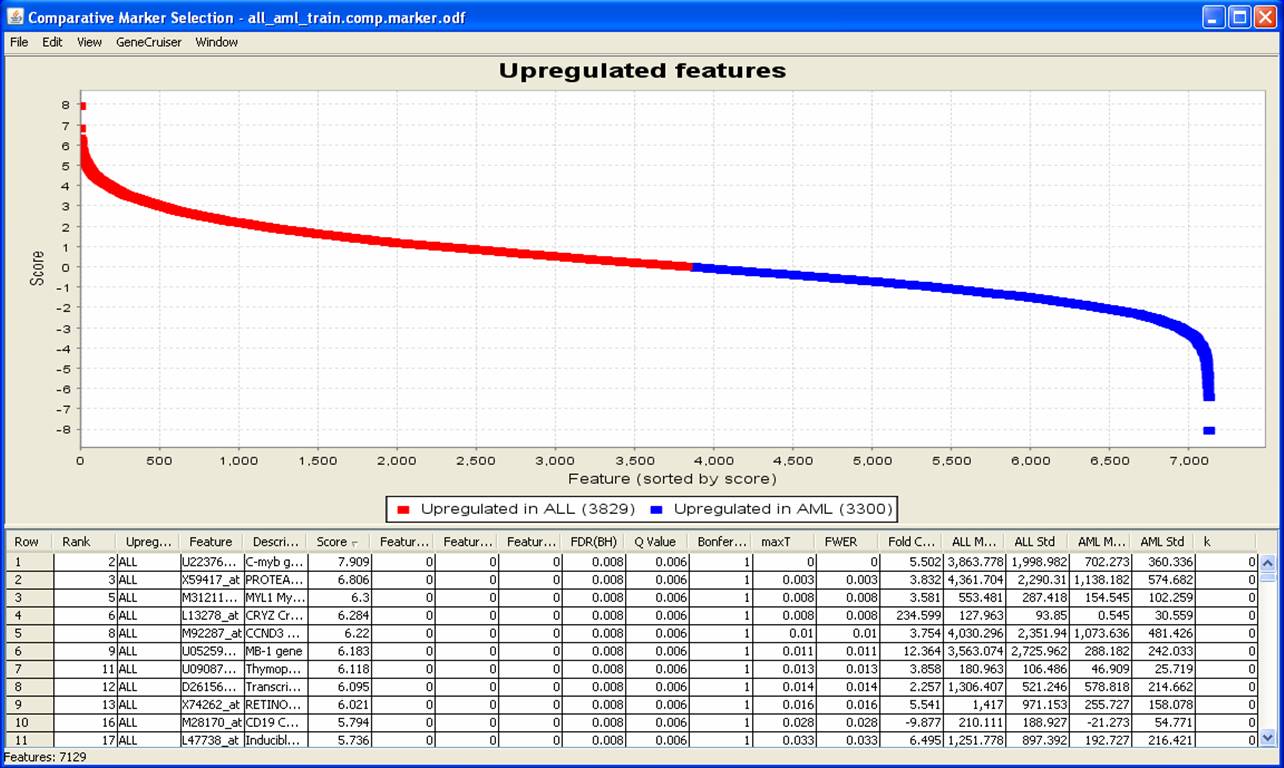 Comparative Marker Selection - all_aml_train.comp.marker.odf
File Edit View GeneCruiser Window
Upregulated features
8
7
6
5
4
3
2
1
0
-1
-2
-3
-4
-5
-6
-7
-8
Score
0 500 1,000 1,500 2,000 2,500 3,000 3,500 4,000 4,500 5,000 5,500 6,000 6,500 7,000
Feature (sorted by score)
Upregulated in ALL (3829) Upregulated in AML (3300)
Row Rank Upreg... Feature Descri... Score Featur... Featur... Featur... FDR(BH) Q Value Bonfer... maxT FWER Fold C... ALL M... ALL Std AML M... AML Std k
1 2 ALL U22376... C-myb g... 7.909 0 0 0 0.008 0.006 1 0 0 5.502 3,863.778 1,998.982 702.273 360.336 0
2 3 ALL X59417_at PROTEA... 6.806 0 0 0 0.008 0.006 1 0.003 0.003 3.832 4,361.704 2,290.31 1,138.182 574.682 0
3 5 ALL M31211... MYL1 My... 6.3 0 0 0 0.008 0.006 1 0.008 0.008 3.581 553.481 287.418 154.545 102.259 0
4 6 ALL L13278_at CRYZ Cr... 6.284 0 0 0 0.008 0.006 1 0.008 0.008 234.599 127.963 93.85 0.545 30.559 0
5 8 ALL M92287_at CCND3 ... 6.22 0 0 0 0.008 0.006 1 0.01 0.01 3.754 4,030.296 2,351.94 1,073.636 481.426 0
6 9 ALL U05259... MB-1 gene 6.183 0 0 0 0.008 0.006 1 0.011 0.011 12.364 3,563.074 2,725.962 288.182 242.033 0
7 11 ALL U09087... Thymop... 6.118 0 0 0 0.008 0.006 1 0.013 0.013 3.858 180.963 106.486 46.909 25.719 0
8 12 ALL D26156... Transcri... 6.095 0 0 0 0.008 0.006 1 0.014 0.014 2.257 1,306.407 521.246 578.818 214.662 0
9 13 ALL X74262_at RETINO... 6.021 0 0 0 0.008 0.006 1 0.016 0.016 5.541 1,417 971.153 255.727 158.078 0
10 16 ALL M28170_at CD19 C... 5.794 0 0 0 0.008 0.006 1 0.028 0.028 -9.877 210.111 188.927 -21.273 54.771 0
11 17 ALL L47738_at Inducibl... 5.736 0 0 0 0.008 0.006 1 0.033 0.033 6.495 1,251.778 897.392 192.727 216.421 0
Features: 7129